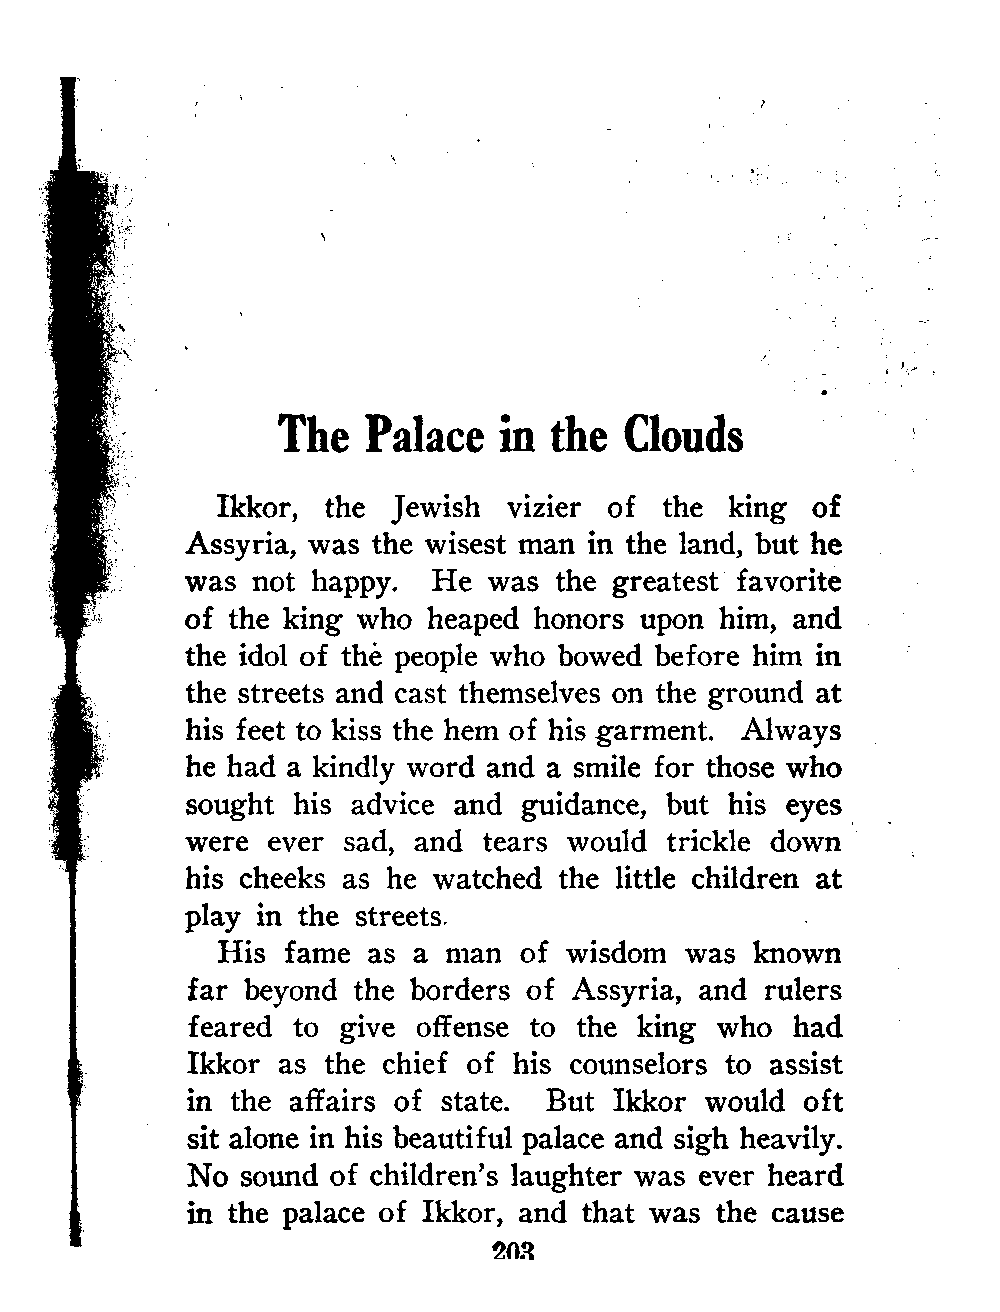 The Palace in the Clouds
Ikkor, the Jewish vizier of the king of
Assyria, was the wisest man in the land, but he
was not happy. He was the greatest favorite
of the king who heaped honors upon him, and
the idol of the people who bowed before him in
the streets and cast themselves on the ground at
his feet to kiss the hem of his garment. Always
he had a kindly word and a smile for those who
sought his advice and guidance, but his eyes
were ever sad, and tears would trickle down
his cheeks as he watched the little children at
play in the streets.
His fame as a man of wisdom was known
far beyond the borders of Assyria, and rulers
feared to give offense to the king who had
Ikkor as the chief of his counselors to assist
in the affairs of state. But Ikkor would oft
sit alone in his beautiful palace and sigh heavily.
No sound of children's laughter was ever heard
in the palace of Ikkor, and that was the cause
203